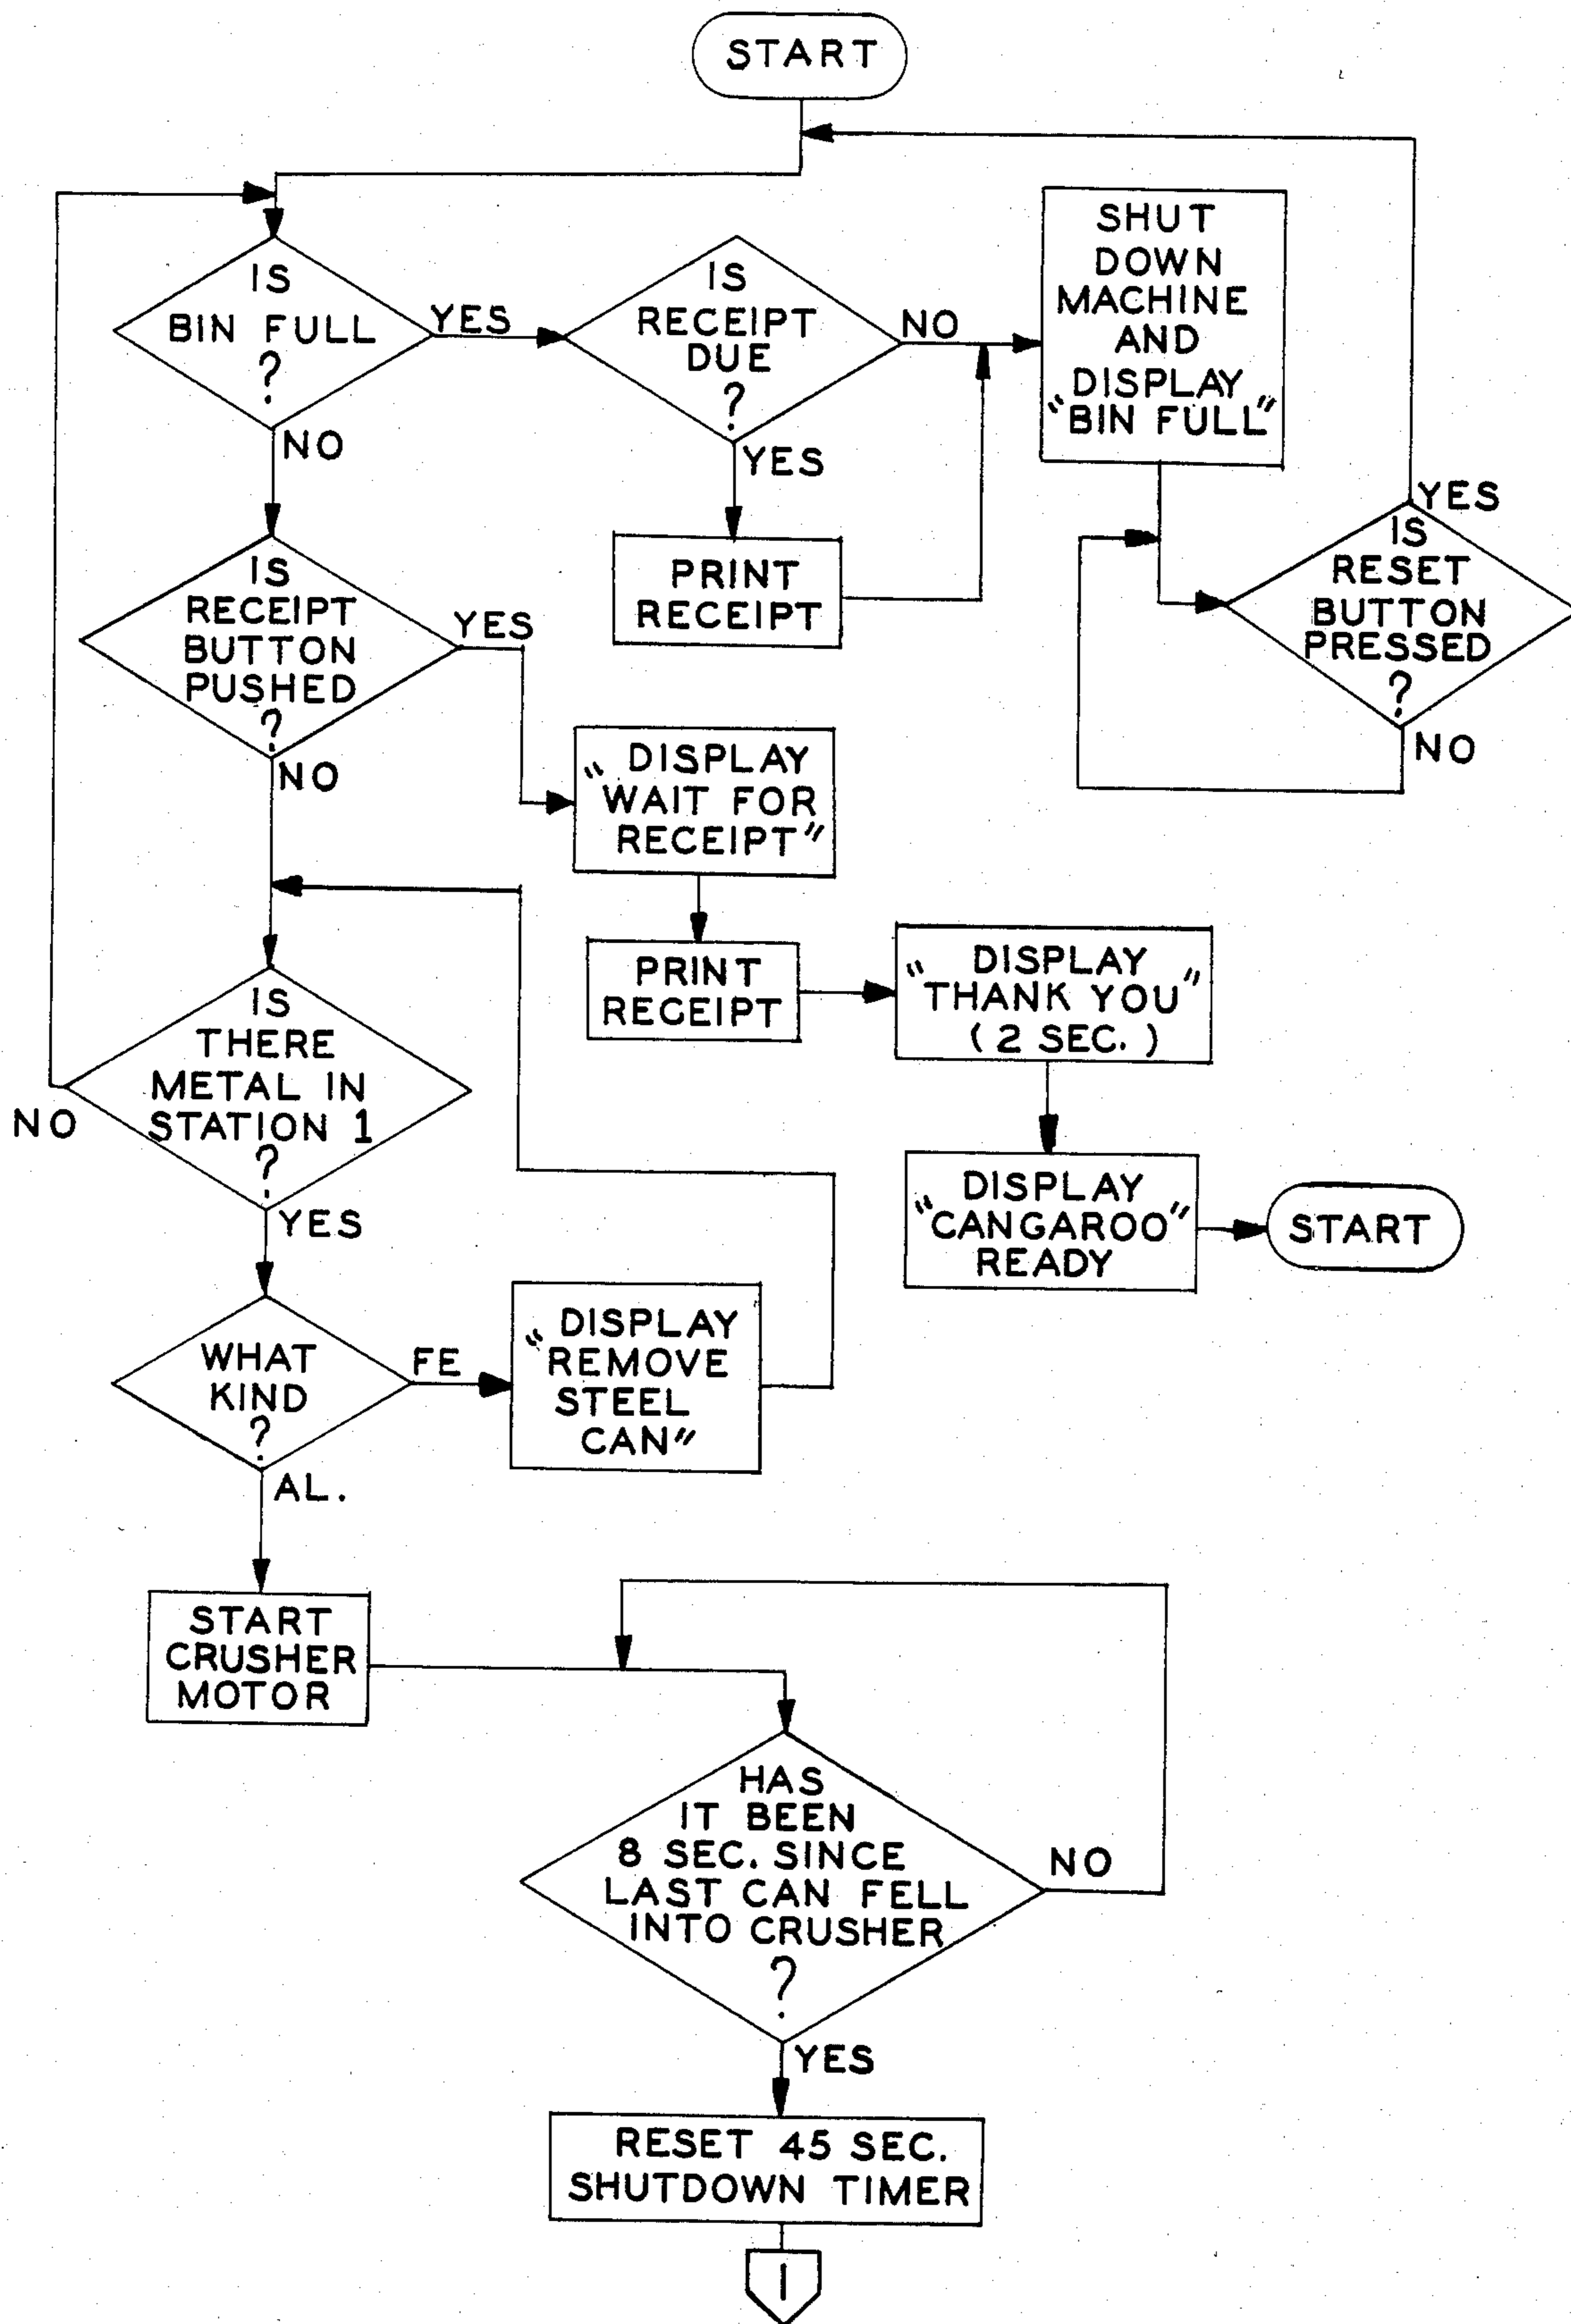 START
IS
BIN FULL
?
YES
NO
IS
RECEIPT
DUE
?
NO
YES
SHUT
DOWN
MACHINE
AND
DISPLAY
"BIN FULL"
PRINT
RECEIPT
YES
IS
RESET
BUTTON
PRESSED
?
NO
IS
RECEIPT
BUTTON
PUSHED
?
YES
NO
" DISPLAY
WAIT FOR
RECEIPT"
PRINT
RECEIPT
" DISPLAY "
THANK YOU
( 2 SEC. )
DISPLAY
"CANGAROO"
READY
START
IS
THERE
METAL IN
STATION 1
?
NO
YES
WHAT
KIND
?
FE
AL.
" DISPLAY
REMOVE
STEEL
CAN"
START
CRUSHER
MOTOR
HAS
IT BEEN
8 SEC. SINCE
LAST CAN FELL
INTO CRUSHER
?
NO
YES
RESET 45 SEC.
SHUTDOWN TIMER
1